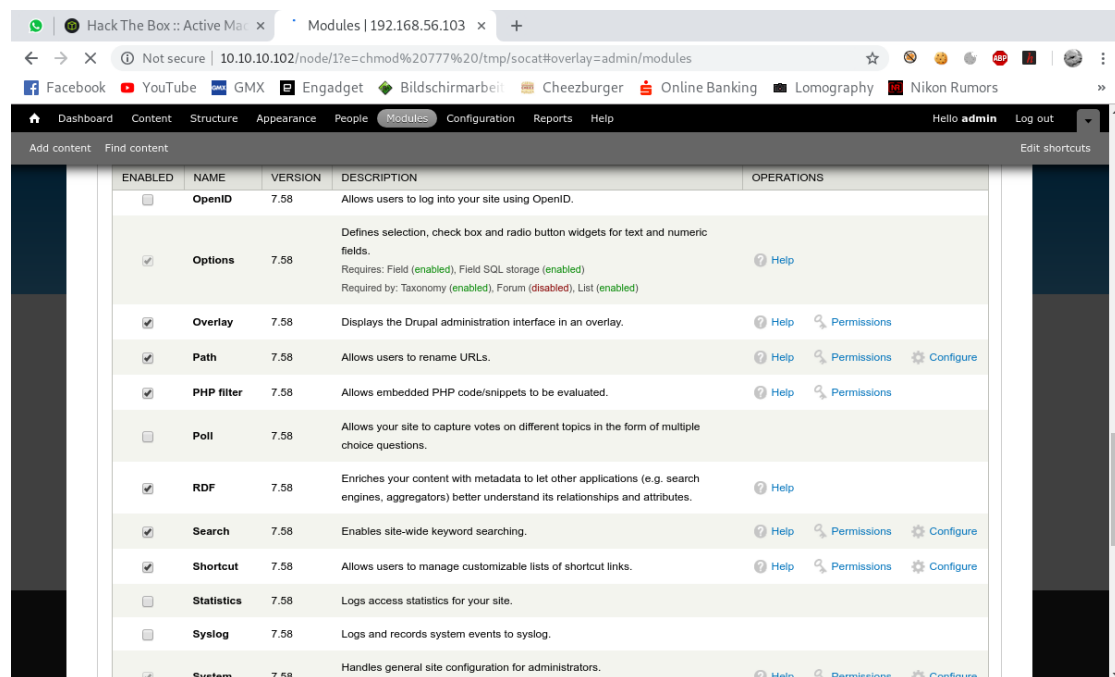 Hack The Box :: Active Mac
Modules | 192.168.56.103
Not secure | 10.10.10.102/node/1?e=chmod%20777%20/tmp/socat#overlay=admin/modules
ABP
Facebook YouTube GMX GMX Engadget Bildschirmarbei Cheezburger Online Banking Lomography Nikon Rumors »
Dashboard Content Structure Appearance People Modules Configuration Reports Help Hello admin Log out
Add content Find content Edit shortcuts
ENABLED NAME VERSION DESCRIPTION OPERATIONS
OpenID 7.58 Allows users to log into your site using OpenID.
Defines selection, check box and radio button widgets for text and numeric
Options 7.58 fields. Help
Requires: Field (enabled), Field SQL storage (enabled)
Required by: Taxonomy (enabled), Forum (disabled), List (enabled)
Overlay 7.58 Displays the Drupal administration interface in an overlay. Help Permissions
Path 7.58 Allows users to rename URLs. Help Permissions Configure
PHP filter 7.58 Allows embedded PHP code/snippets to be evaluated. Help Permissions
Poll 7.58 Allows your site to capture votes on different topics in the form of multiple
choice questions.
RDF 7.58 Enriches your content with metadata to let other applications (e.g. search
engines, aggregators) better understand its relationships and attributes. Help
Search 7.58 Enables site-wide keyword searching. Help Permissions Configure
Shortcut 7.58 Allows users to manage customizable lists of shortcut links. Help Permissions Configure
Statistics 7.58 Logs access statistics for your site.
Syslog 7.58 Logs and records system events to syslog.
Handles general site configuration for administrators.
System 7.58 Help Permissions Configure